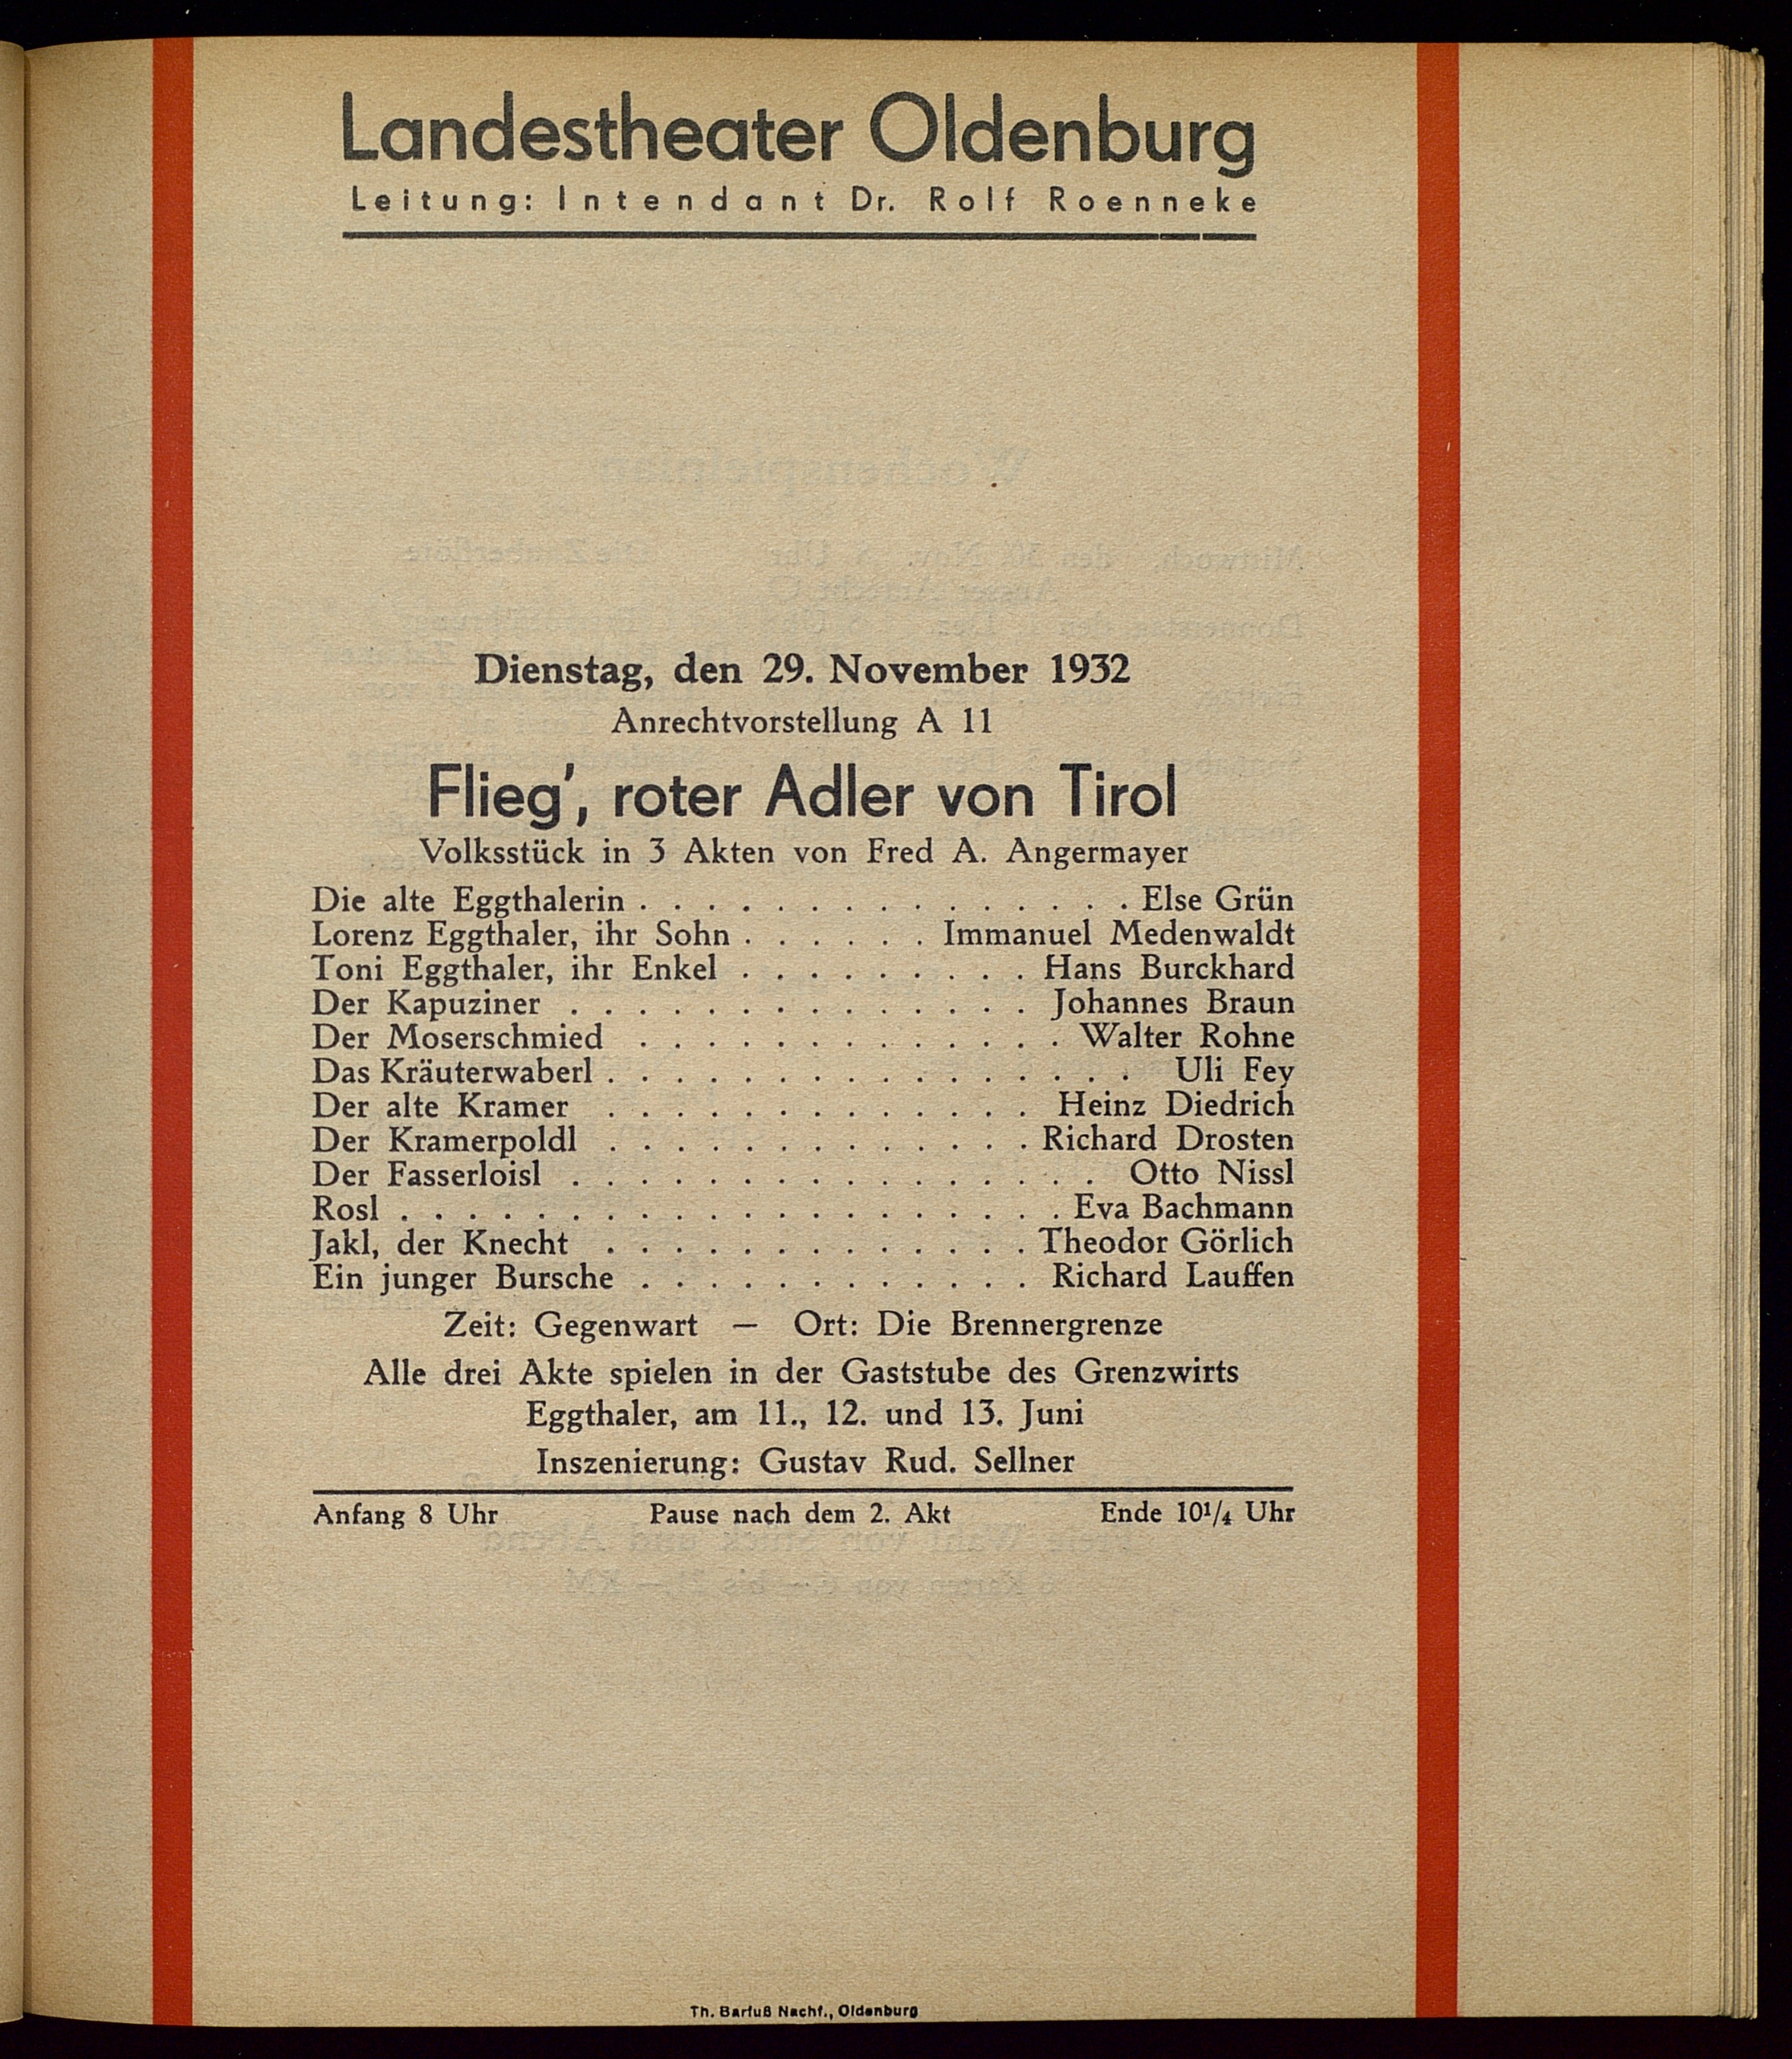 Landestheater Oldenburg
Leitung: Intendant Dr. Rolf Roenneke
Dienstag, den 29. November 1932
Anrechtvorstellung A 11
Flieg', roter Adler von Tirol
Volksstück in 3 Akten von Fred A. Angermayer
Die alte Eggthalerin . . . . . . . . . . . . . . . Else Grün
Lorenz Eggthaler, ihr Sohn . . . . . . Immanuel Medenwaldt
Toni Eggthaler, ihr Enkel . . . . . . . . . Hans Burckhard
Der Kapuziner . . . . . . . . . . . . . . Johannes Braun
Der Moserschmied . . . . . . . . . . . . . Walter Rohne
Das Kräuterwaberl . . . . . . . . . . . . . . . . Uli Fey
Der alte Kramer . . . . . . . . . . . . . Heinz Diedrich
Der Kramerpoldl . . . . . . . . . . . . . Richard Drosten
Der Fasserloisl . . . . . . . . . . . . . . . . Otto Nissl
Rosl . . . . . . . . . . . . . . . . . . . . Eva Bachmann
Jakl, der Knecht . . . . . . . . . . . . . Theodor Görlich
Ein junger Bursche . . . . . . . . . . . . Richard Lauffen
Zeit: Gegenwart — Ort: Die Brennergrenze
Alle drei Akte spielen in der Gaststube des Grenzwirts
Eggthaler, am 11., 12. und 13. Juni
Inszenierung: Gustav Rud. Sellner
Anfang 8 Uhr Pause nach dem 2. Akt Ende 10¼ Uhr
Th. Barfuß Nachf., Oldenburg